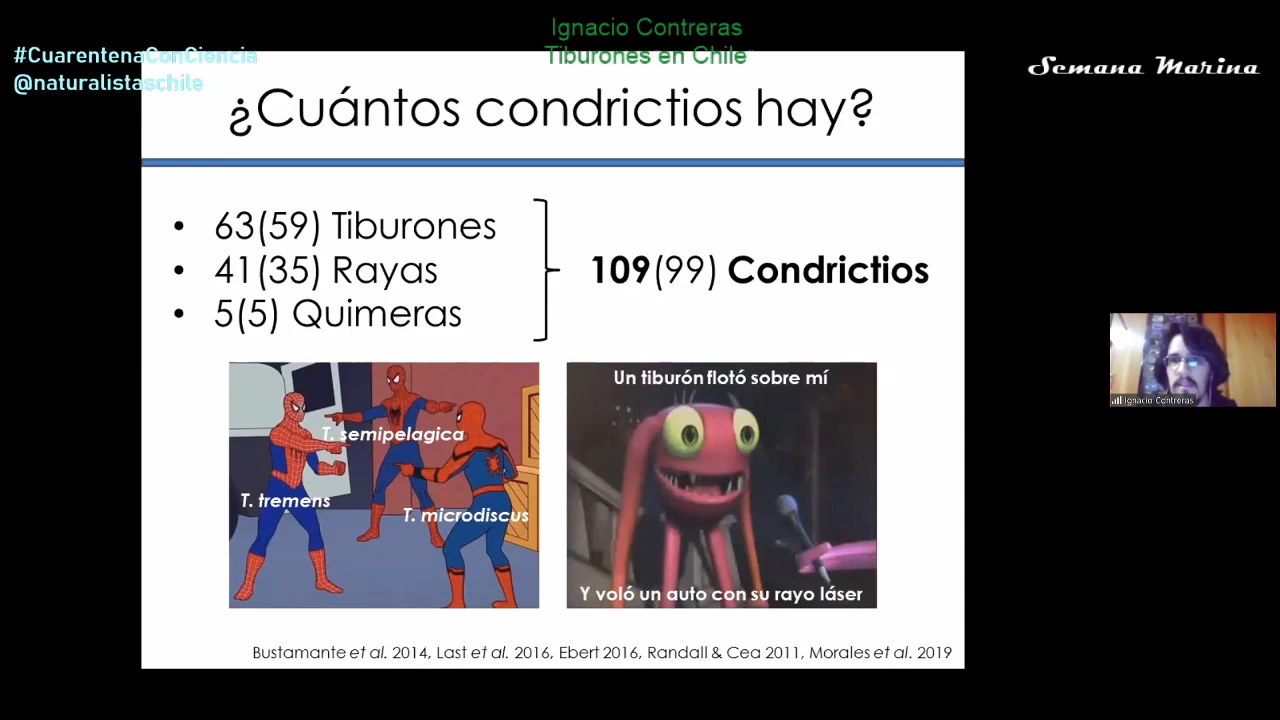 Ignacio Contreras
Tiburones en Chile
#CuarentenaConCiencia
@naturalistaschile
Semana Marina
¿Cuántos condrictios hay?
• 63(59) Tiburones
• 41(35) Rayas
• 5(5) Quimeras
109(99) Condrictios
T. semipelagica
T. tremens
T. microdiscus
Un tiburón flotó sobre mí
Y voló un auto con su rayo láser
Ignacio Contreras
Bustamante et al. 2014, Last et al. 2016, Ebert 2016, Randall & Cea 2011, Morales et al. 2019